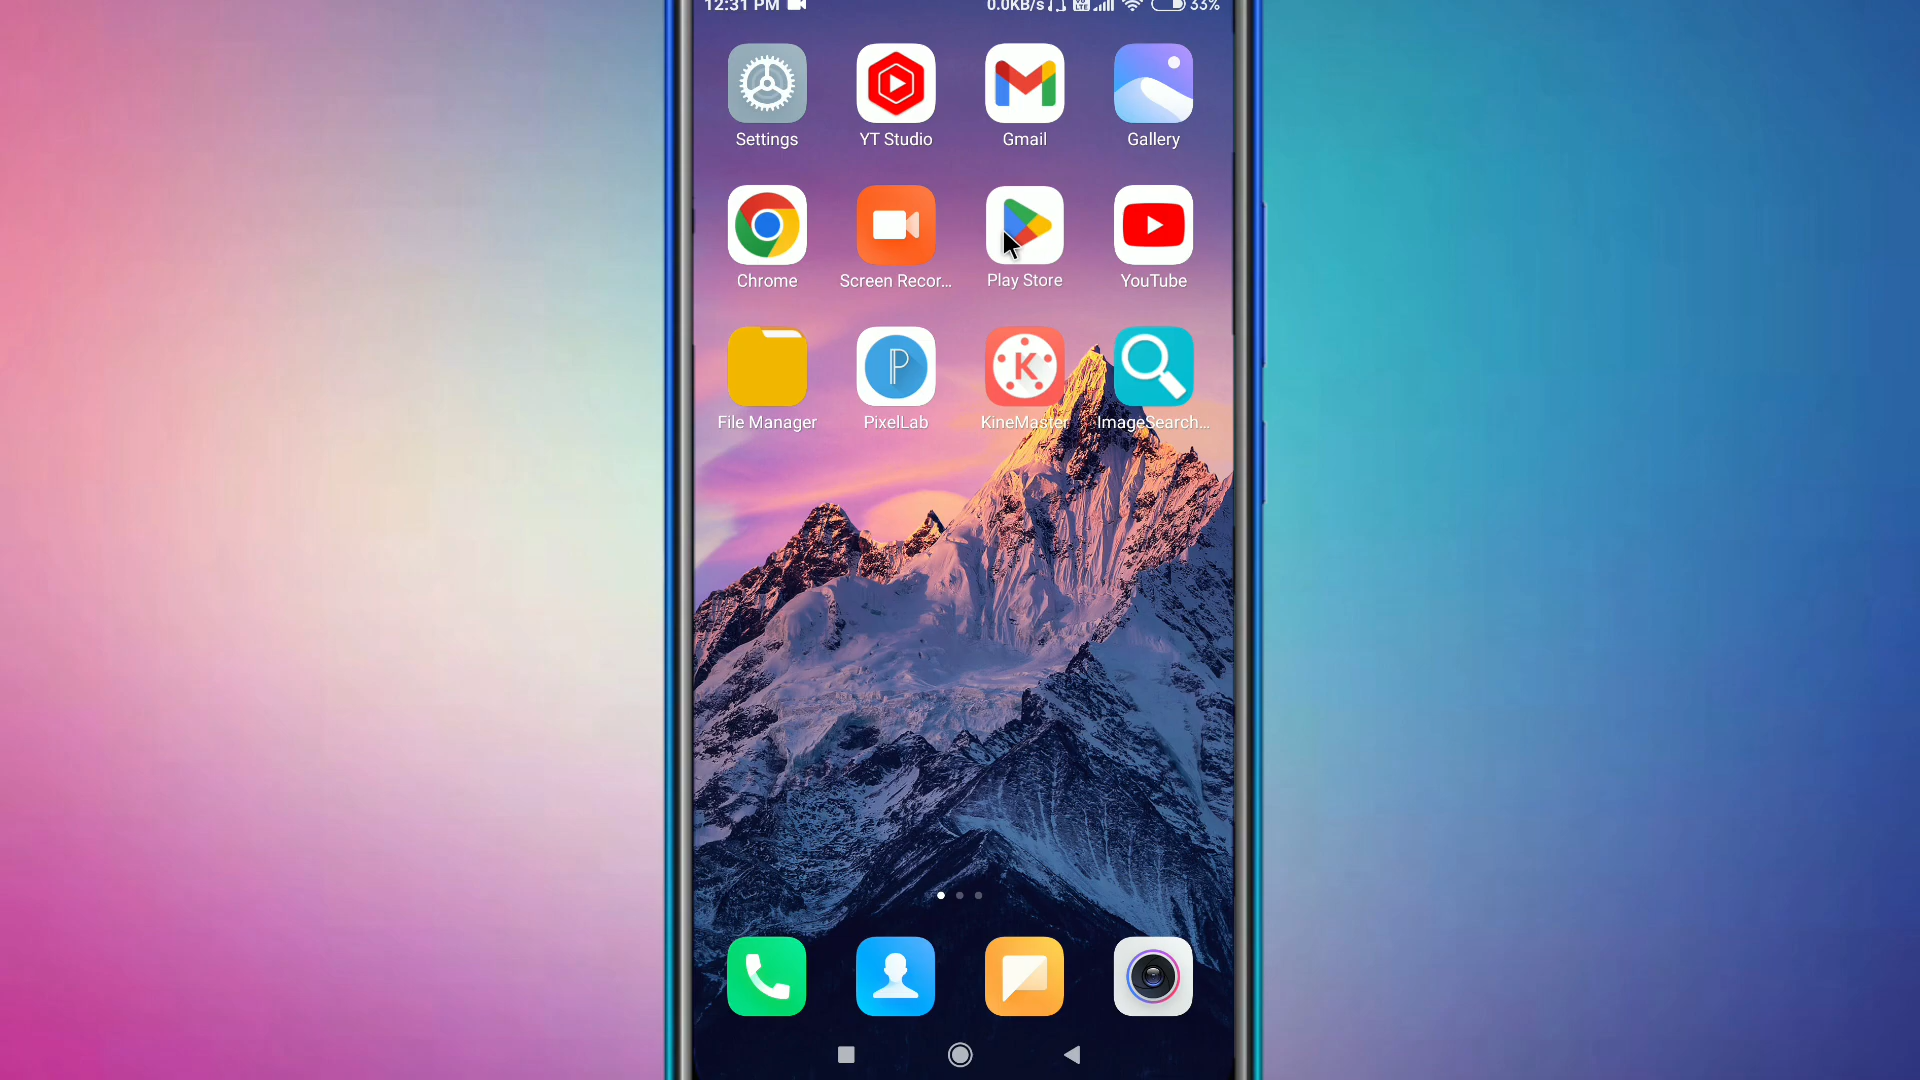 12:31 PM 0.0KB/s 33%
Settings YT Studio Gmail Gallery
Chrome Screen Recor... Play Store YouTube
File Manager PixelLab KineMaster ImageSearch...